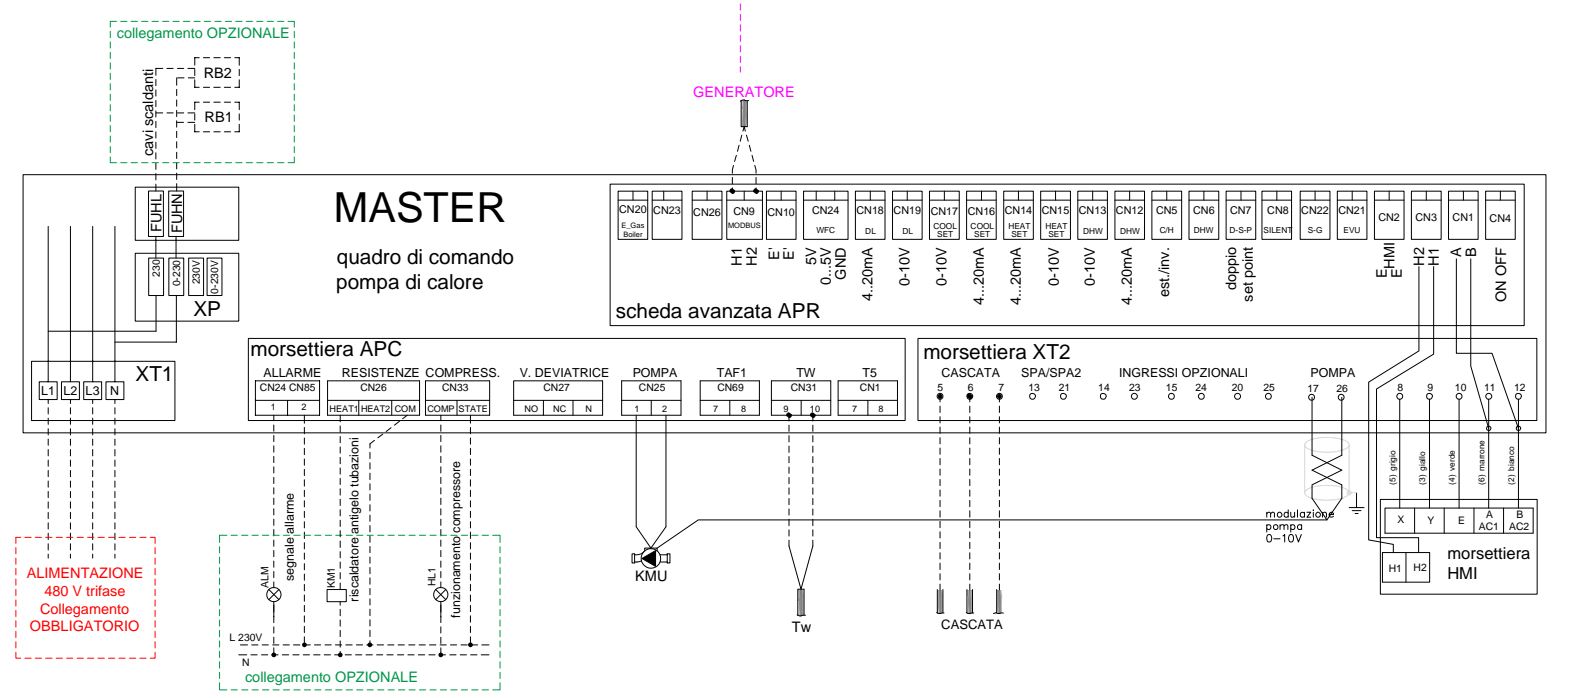 collegamento OPZIONALE
RB2
RB1
cavi scaldanti
GENERATORE
FUHL
FUHN
230
0-230
230V
0-230V
XP
MASTER
quadro di comando
pompa di calore
CN20
E_Gas
Boiler
CN23
CN26
CN9
MODBUS
CN10
CN24
WFC
CN18
DL
CN19
DL
CN17
COOL
SET
CN16
COOL
SET
CN14
HEAT
SET
CN15
HEAT
SET
CN13
DHW
CN12
DHW
CN5
C/H
CN6
DHW
CN7
D-S-P
CN8
SILENT
CN22
S-G
CN21
EVU
CN2
CN3
CN1
CN4
H1
H2
E'
E'
5V
0...5V
GND
4...20mA
0-10V
0-10V
4...20mA
4...20mA
0-10V
0-10V
4...20mA
est./inv.
doppio
set point
E
HMI
E
H2
H1
A
B
ON OFF
scheda avanzata APR
XT1
L1
L2
L3
N
morsettiera APC
ALLARME
RESISTENZE
COMPRESS.
V. DEVIATRICE
POMPA
TAF1
TW
T5
CN24 CN85
CN26
CN33
CN27
CN25
CN69
CN31
CN1
1
2
HEAT1
HEAT2
COM
COMP
STATE
NO
NC
N
1
2
7
8
9
10
7
8
morsettiera XT2
CASCATA
SPA/SPA2
INGRESSI OPZIONALI
POMPA
5
6
7
13
21
14
23
15
24
20
25
17
26
8
9
10
11
12
(5) grigio
(3) giallo
(4) verde
(6) marrone
(2) bianco
X
Y
E
A
AC1
B
AC2
morsettiera
HMI
H1
H2
modulazione
pompa
0-10V
KMU
Tw
CASCATA
ALIMENTAZIONE
480 V trifase
Collegamento
OBBLIGATORIO
ALM
segnale allarme
KM1
riscaldatore antigelo tubazioni
HL1
funzionamento compressore
L 230V
N
collegamento OPZIONALE